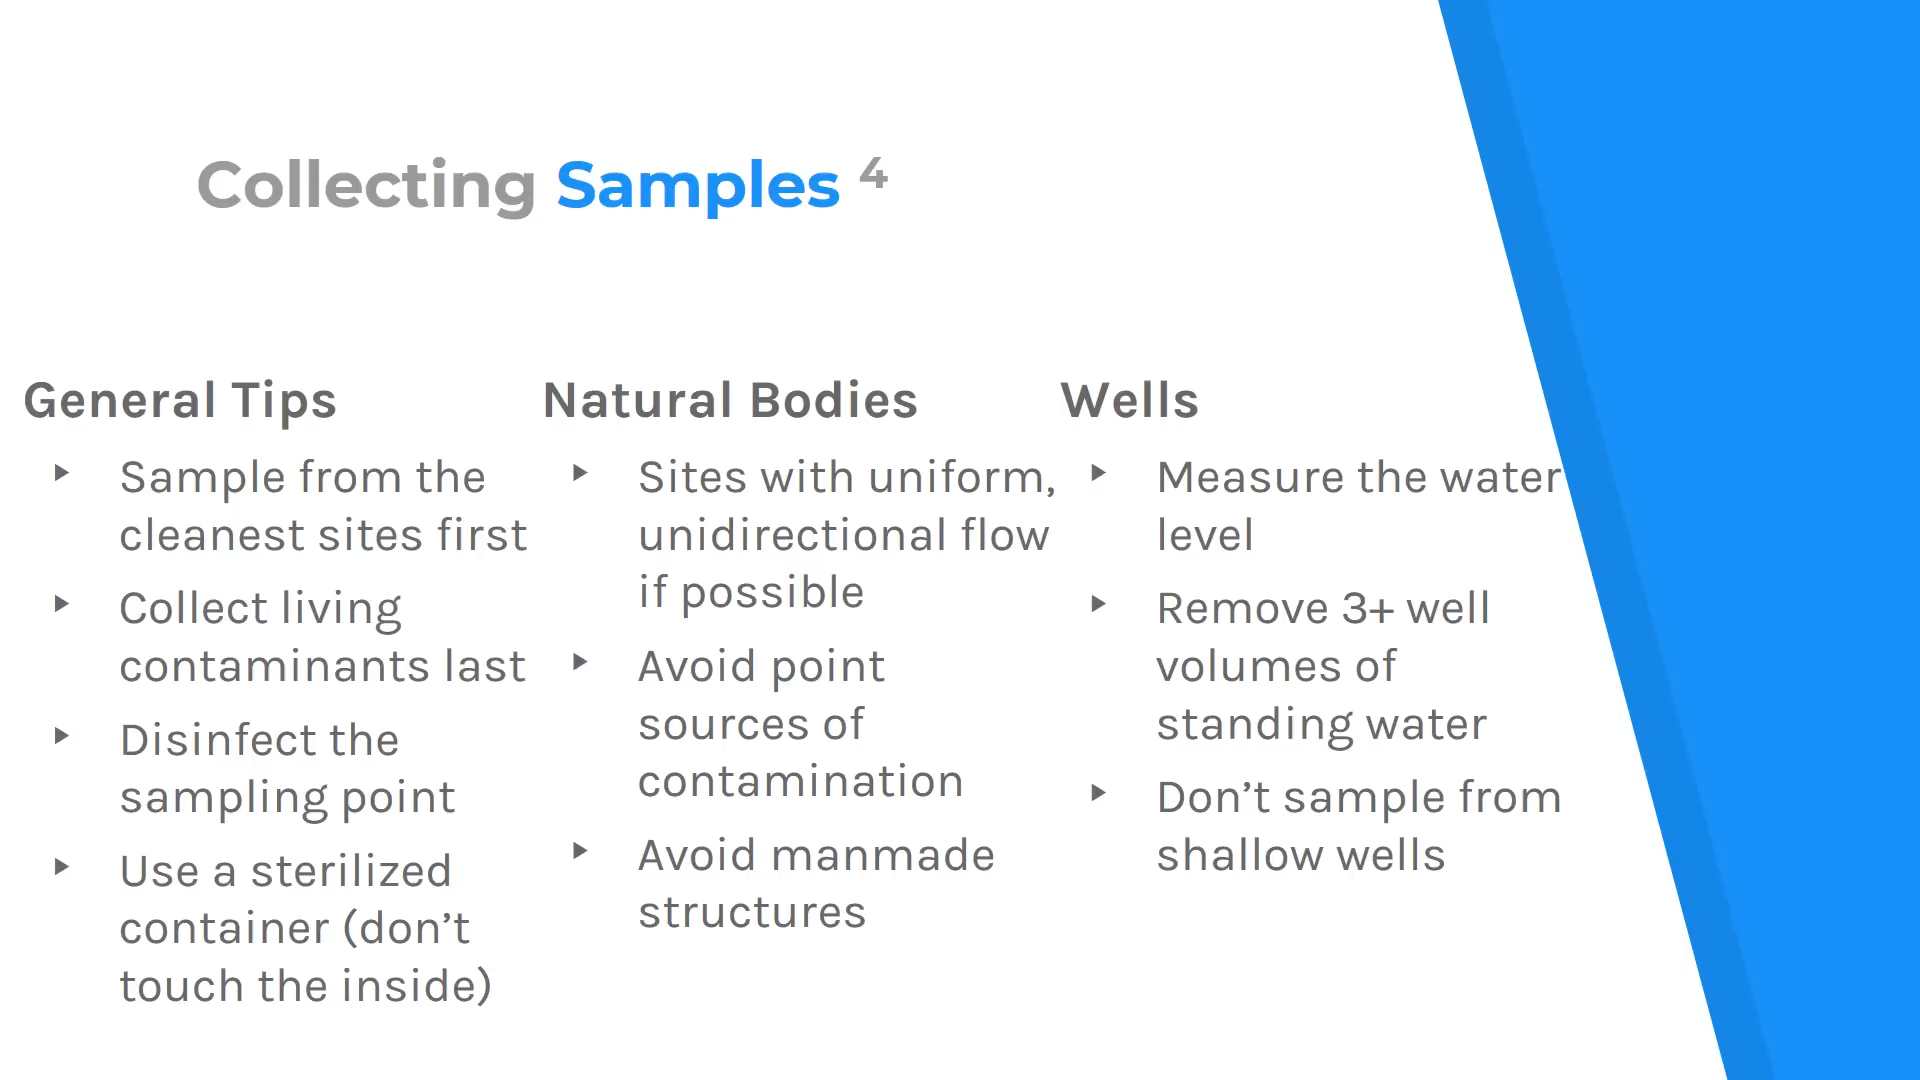 Collecting Samples 4
General Tips
Sample from the
cleanest sites first
Collect living
contaminants last
Disinfect the
sampling point
Use a sterilized
container (don’t
touch the inside)
Natural Bodies
Sites with uniform,
unidirectional flow
if possible
Avoid point
sources of
contamination
Avoid manmade
structures
Wells
Measure the water
level
Remove 3+ well
volumes of
standing water
Don’t sample from
shallow wells